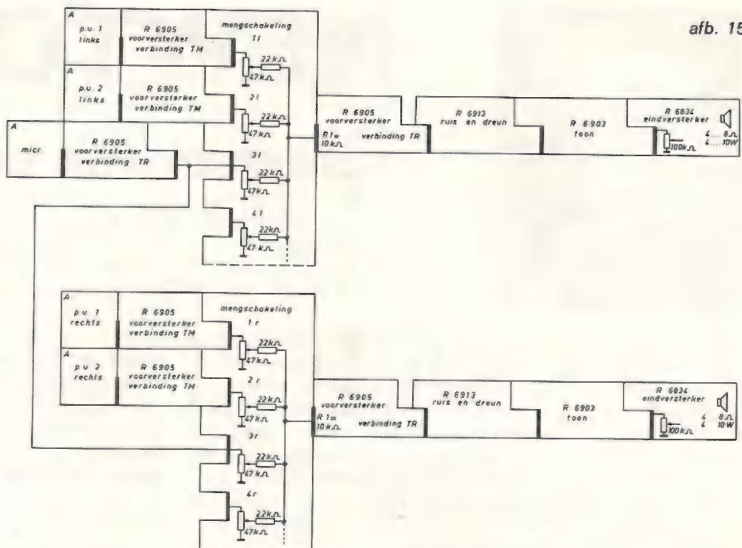 afb. 15
A
p.u. 1
links
R 6905
voorversterker
verbinding TM
mengschakeling
1 l
22kΩ
47kΩ
A
p.u. 2
links
R 6905
voorversterker
verbinding TM
2 l
22kΩ
47kΩ
A
micr
R 6905
voorversterker
verbinding TR
3 l
22kΩ
47kΩ
4 l
22kΩ
47kΩ
R 6905
voorversterker
R1=
10kΩ
verbinding TR
R 6913
ruis en dreun
R 6903
toon
R 6834
eindversterker
100kΩ
4....8Ω
4....10W
A
p.u. 1
rechts
R 6905
voorversterker
verbinding TM
mengschakeling
1 r
22kΩ
47kΩ
A
p.u. 2
rechts
R 6905
voorversterker
verbinding TM
2 r
22kΩ
47kΩ
3 r
22kΩ
47kΩ
4 r
22kΩ
47kΩ
R 6905
voorversterker
R1=
10kΩ
verbinding TR
R 6913
ruis en dreun
R 6903
toon
R 6834
eindversterker
100kΩ
4 8Ω
4 10W